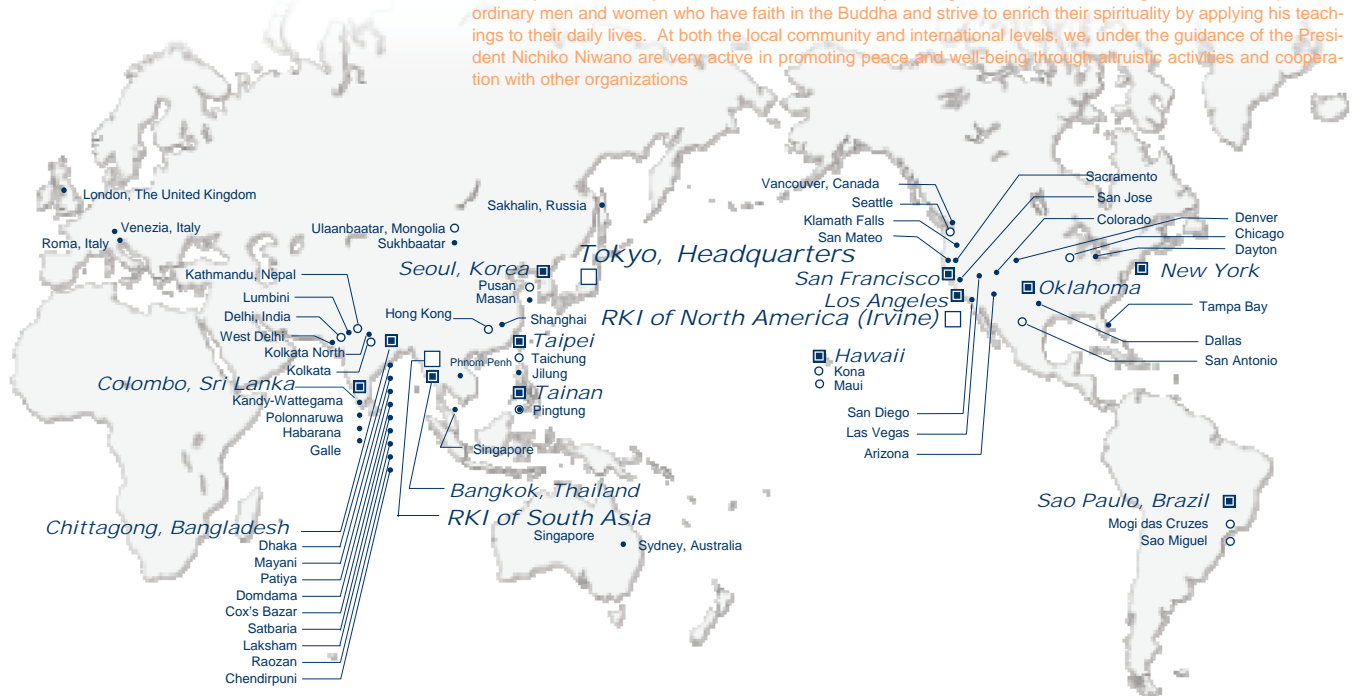 ordinary men and women who have faith in the Buddha and strive to enrich their spirituality by applying his teach-
ings to their daily lives. At both the local community and international levels, we, under the guidance of the Presi-
dent Nichiko Niwano are very active in promoting peace and well-being through altruistic activities and coopera-
tion with other organizations
London, The United Kingdom
Venezia, Italy
Roma, Italy
Ulaanbaatar, Mongolia
Sukhbaatar
Sakhalin, Russia
Tokyo, Headquarters
Seoul, Korea
Pusan
Masan
Kathmandu, Nepal
Lumbini
Delhi, India
West Delhi
Kolkata North
Kolkata
Hong Kong
Shanghai
Taipei
Taichung
Jilung
Tainan
Pingtung
Phnom Penh
Colombo, Sri Lanka
Kandy-Wattegama
Polonnaruwa
Habarana
Galle
Singapore
Bangkok, Thailand
RKI of South Asia
Singapore
Sydney, Australia
Chittagong, Bangladesh
Dhaka
Mayani
Patiya
Domdama
Cox's Bazar
Satbaria
Laksham
Raozan
Chendirpuni
Vancouver, Canada
Seattle
Klamath Falls
San Mateo
San Francisco
Los Angeles
RKI of North America (Irvine)
Sacramento
San Jose
Colorado
Denver
Chicago
Dayton
New York
Oklahoma
Tampa Bay
Dallas
San Antonio
Hawaii
Kona
Maui
San Diego
Las Vegas
Arizona
Sao Paulo, Brazil
Mogi das Cruzes
Sao Miguel